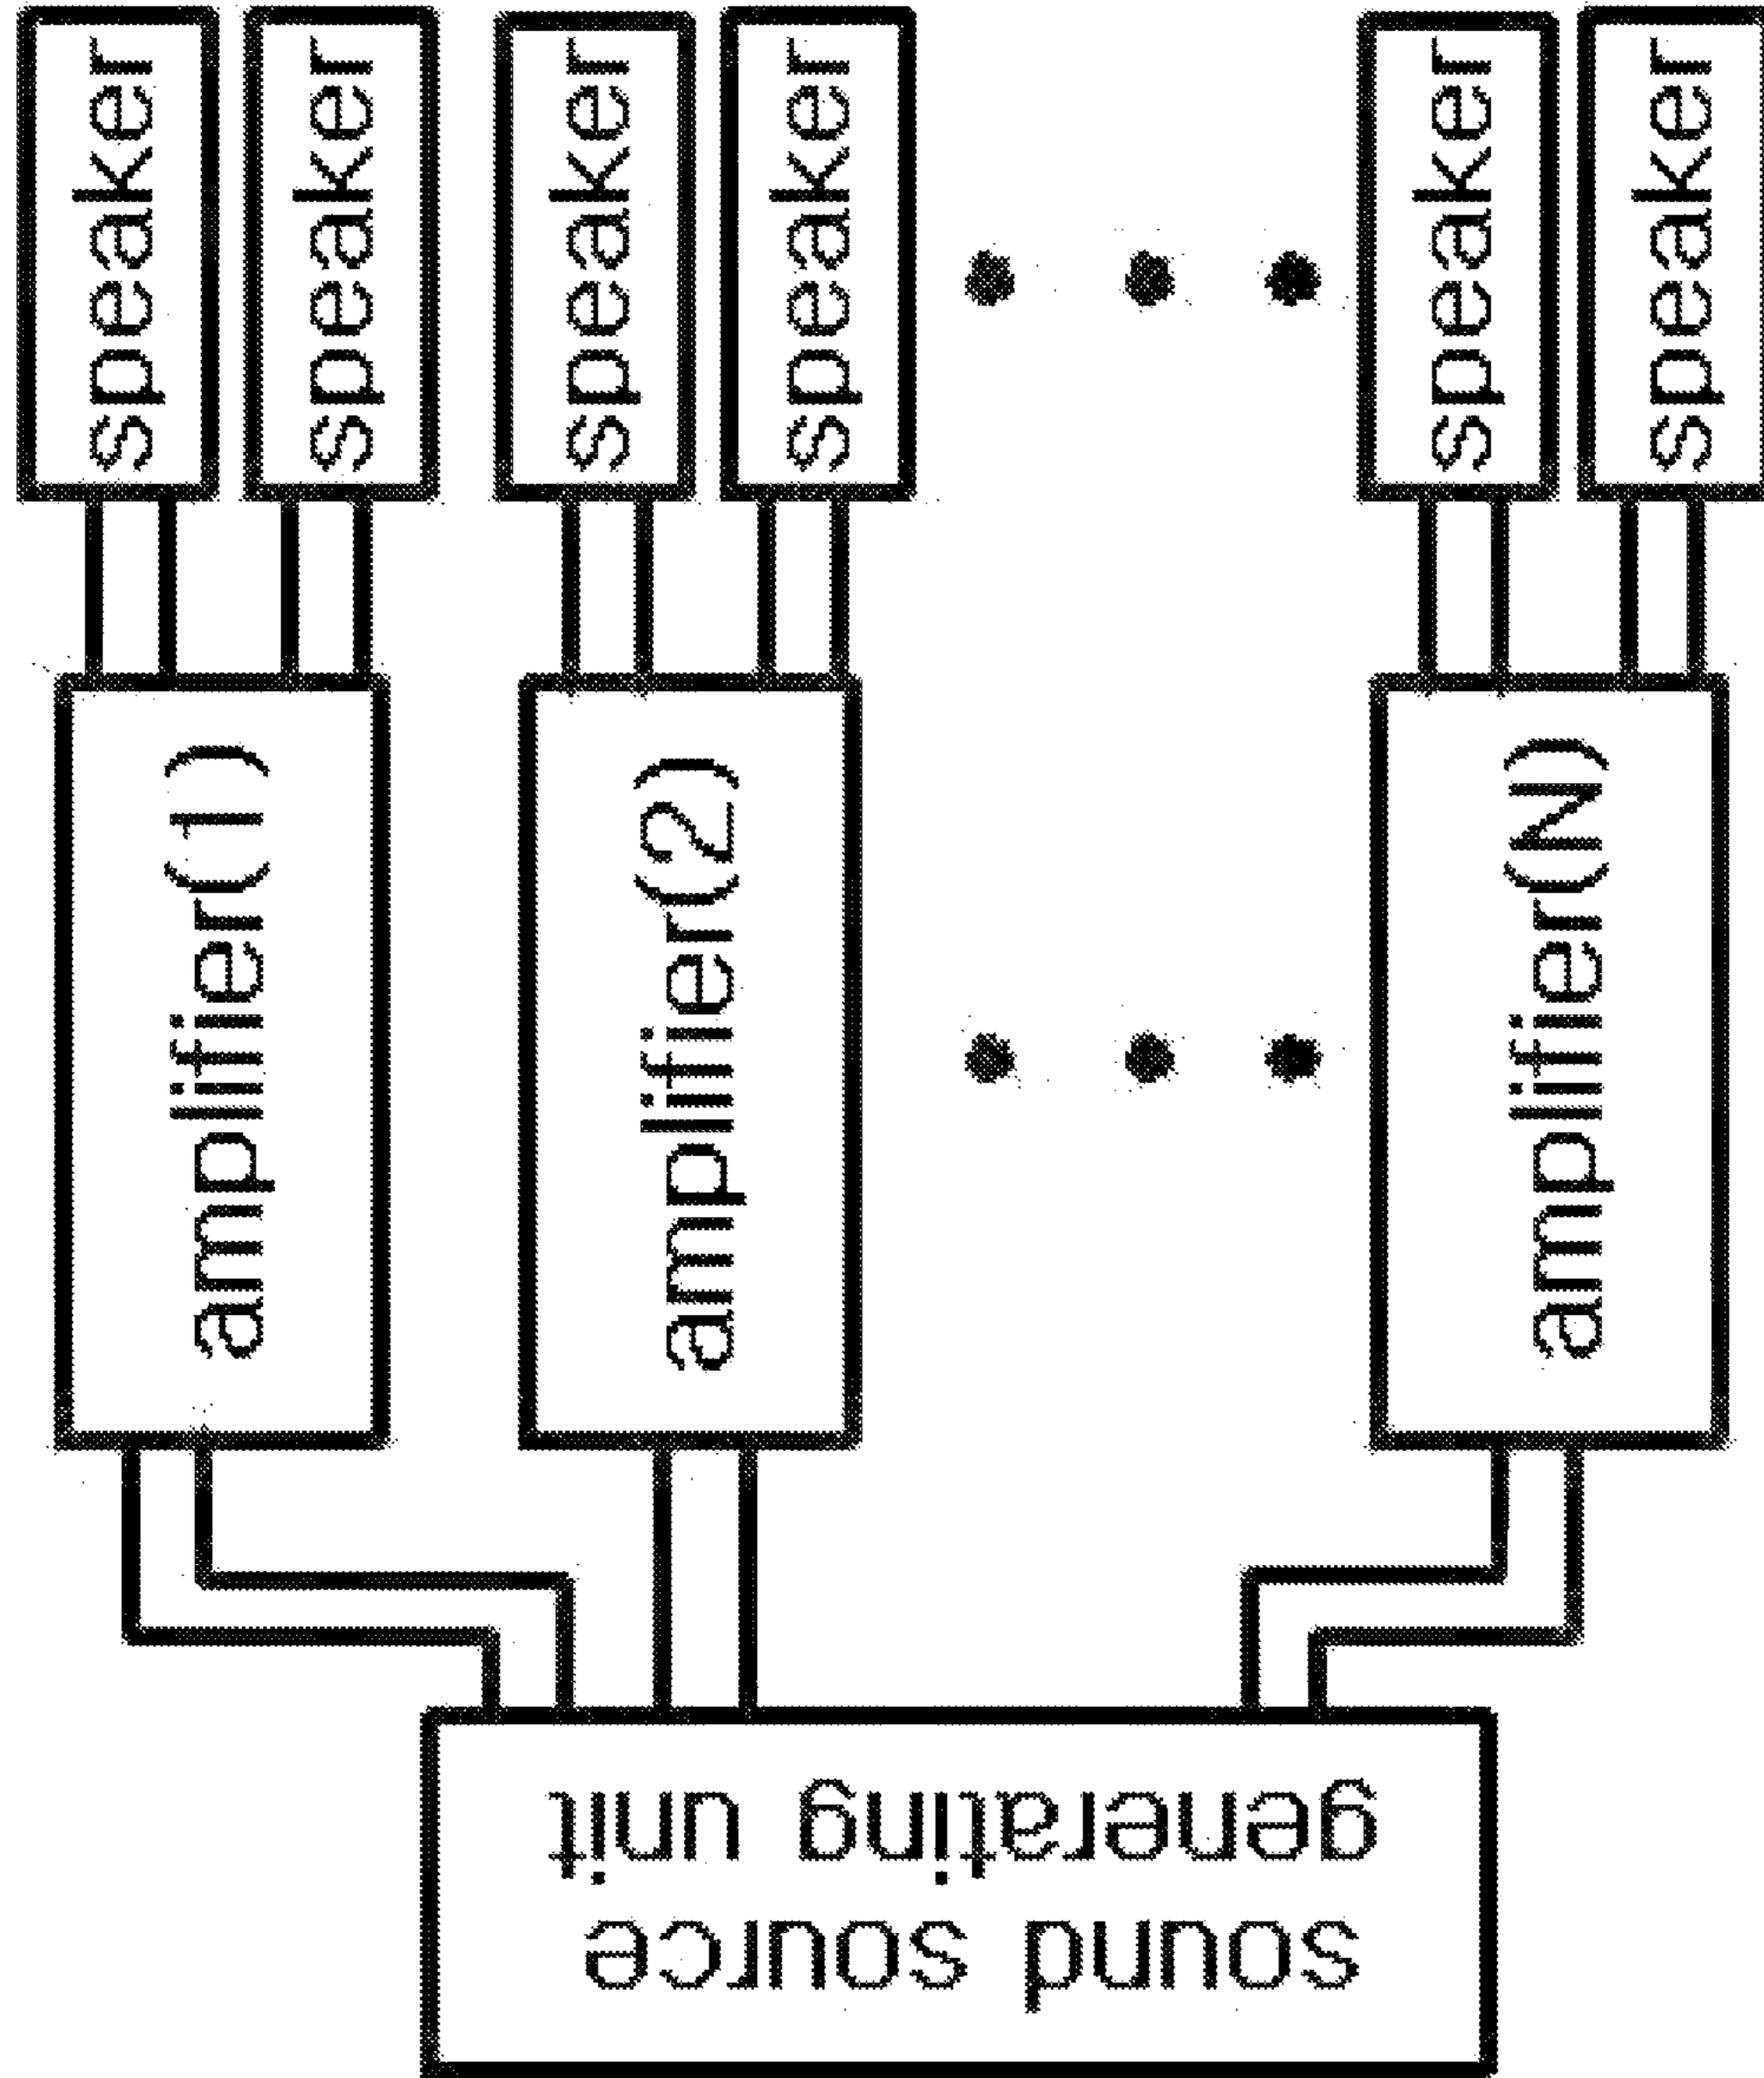 speaker
speaker
speaker
speaker
speaker
speaker
amplifier(1)
amplifier(2)
amplifier(N)
sound source
generating unit